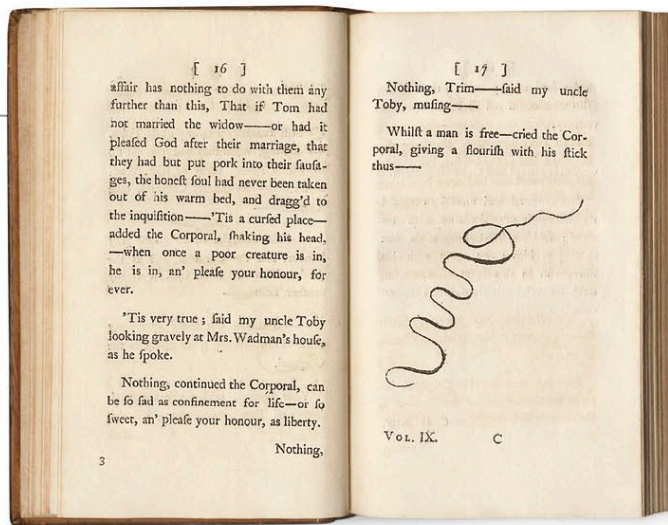 [ 16 ]
affair has nothing to do with them any
further than this, That if Tom had
not married the widow——or had it
pleaſed God after their marriage, that
they had but put pork into their ſauſa-
ges, the honeſt ſoul had never been taken
out of his warm bed, and dragg'd to
the inquiſition——'Tis a curſed place—
added the Corporal, ſhaking his head,
—when once a poor creature is in,
he is in, an' pleaſe your honour, for
ever.
'Tis very true ; ſaid my uncle Toby
looking gravely at Mrs. Wadman's houſe,
as he ſpoke.
Nothing, continued the Corporal, can
be ſo ſad as confinement for life—or ſo
ſweet, an' pleaſe your honour, as liberty.
Nothing,
3
[ 17 ]
Nothing, Trim——ſaid my uncle
Toby, muſing——
Whilſt a man is free—cried the Cor-
poral, giving a flouriſh with his ſtick
thus——
VOL. IX. C